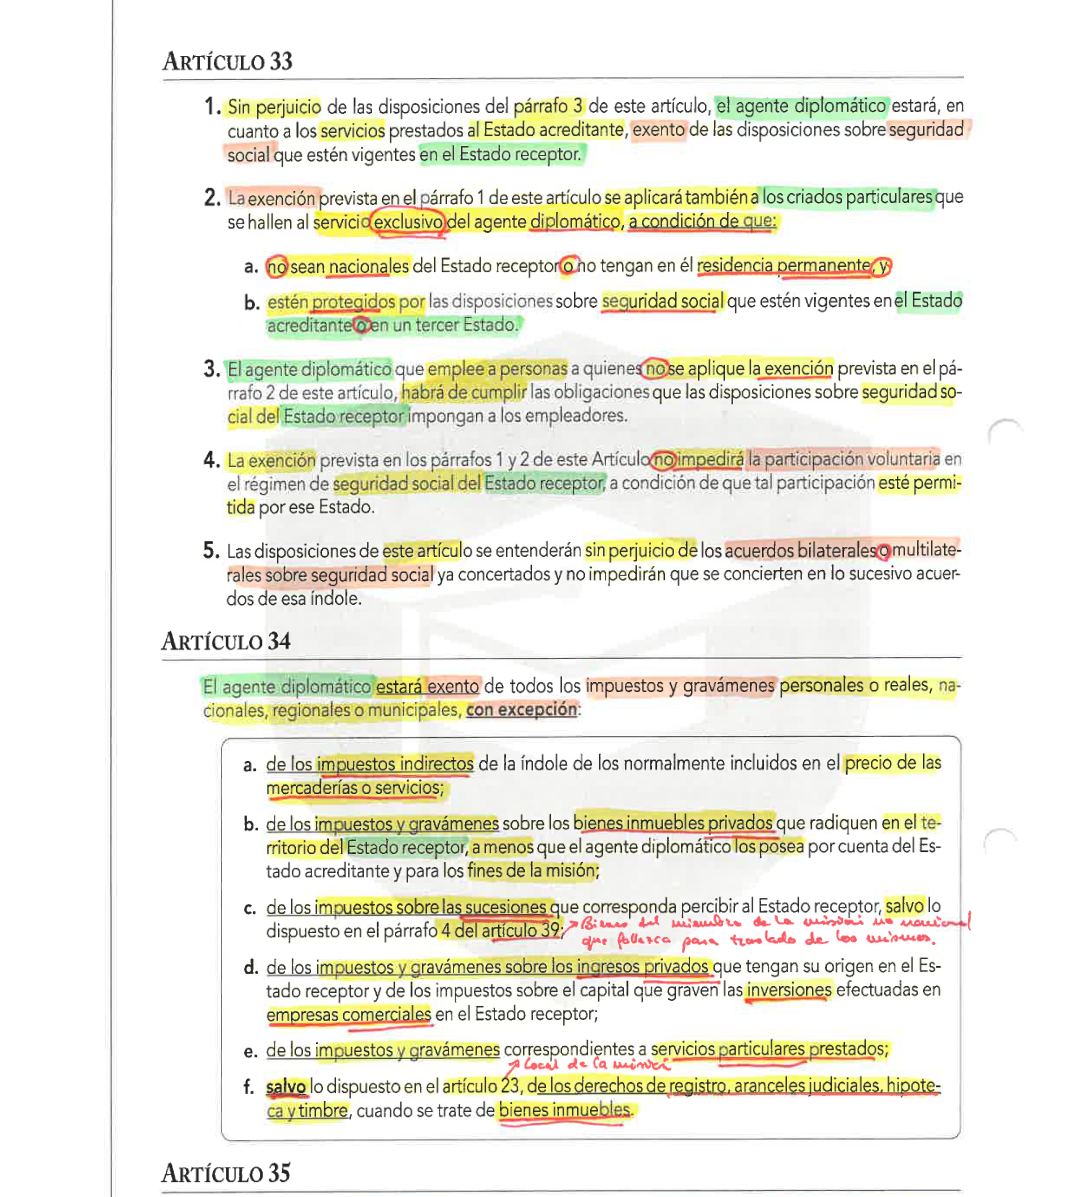 ARTÍCULO 33
1. Sin perjuicio de las disposiciones del párrafo 3 de este artículo, el agente diplomático estará, en
cuanto a los servicios prestados al Estado acreditante, exento de las disposiciones sobre seguridad
social que estén vigentes en el Estado receptor.
2. La exención prevista en el párrafo 1 de este artículo se aplicará también a los criados particulares que
se hallen al servicio exclusivo del agente diplomático, a condición de que:
a. no sean nacionales del Estado receptor o no tengan en él residencia permanente, y
b. estén protegidos por las disposiciones sobre seguridad social que estén vigentes en el Estado
acreditante o en un tercer Estado.
3. El agente diplomático que emplee a personas a quienes no se aplique la exención prevista en el pá-
rrafo 2 de este artículo, habrá de cumplir las obligaciones que las disposiciones sobre seguridad so-
cial del Estado receptor impongan a los empleadores.
4. La exención prevista en los párrafos 1 y 2 de este Artículo no impedirá la participación voluntaria en
el régimen de seguridad social del Estado receptor, a condición de que tal participación esté permi-
tida por ese Estado.
5. Las disposiciones de este artículo se entenderán sin perjuicio de los acuerdos bilaterales o multilate-
rales sobre seguridad social ya concertados y no impedirán que se concierten en lo sucesivo acuer-
dos de esa índole.
ARTÍCULO 34
El agente diplomático estará exento de todos los impuestos y gravámenes personales o reales, na-
cionales, regionales o municipales, con excepción:
a. de los impuestos indirectos de la índole de los normalmente incluidos en el precio de las
mercaderías o servicios;
b. de los impuestos y gravámenes sobre los bienes inmuebles privados que radiquen en el te-
rritorio del Estado receptor, a menos que el agente diplomático los posea por cuenta del Es-
tado acreditante y para los fines de la misión;
c. de los impuestos sobre las sucesiones que corresponda percibir al Estado receptor, salvo lo
dispuesto en el párrafo 4 del artículo 39; Bienes del miembro de la misión no nacional
que fallezca para traslado de los mismos.
d. de los impuestos y gravámenes sobre los ingresos privados que tengan su origen en el Es-
tado receptor y de los impuestos sobre el capital que graven las inversiones efectuadas en
empresas comerciales en el Estado receptor;
e. de los impuestos y gravámenes correspondientes a servicios particulares prestados;
Local de la misión
f. salvo lo dispuesto en el artículo 23, de los derechos de registro, aranceles judiciales, hipote-
ca y timbre, cuando se trate de bienes inmuebles.
ARTÍCULO 35